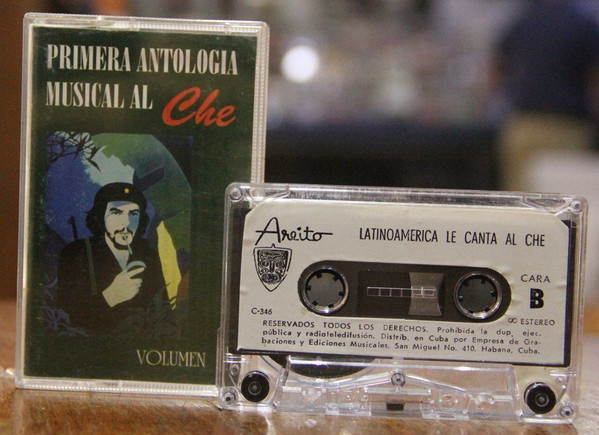 PRIMERA ANTOLOGIA
MUSICAL AL Che
VOLUMEN
Areito
LATINOAMERICA LE CANTA AL CHE
CARA
B
C-346
∞ ESTEREO
RESERVADOS TODOS LOS DERECHOS. Prohibida la dup., ejec.
pública y radioteledifusión. Distrib. en Cuba por Empresa de Gra-
baciones y Ediciones Musicales. San Miguel No. 410. Habana, Cuba.